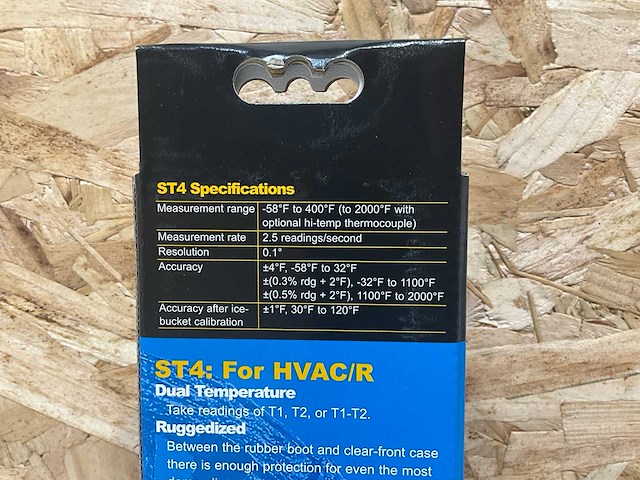 ST4 Specifications
Measurement range -58°F to 400°F (to 2000°F with
optional hi-temp thermocouple)
Measurement rate 2.5 readings/second
Resolution 0.1°
Accuracy ±4°F, -58°F to 32°F
±(0.3% rdg + 2°F), -32°F to 1100°F
±(0.5% rdg + 2°F), 1100°F to 2000°F
Accuracy after ice- ±1°F, 30°F to 120°F
bucket calibration
ST4: For HVAC/R
Dual Temperature
Take readings of T1, T2, or T1-T2.
Ruggedized
Between the rubber boot and clear-front case
there is enough protection for even the most